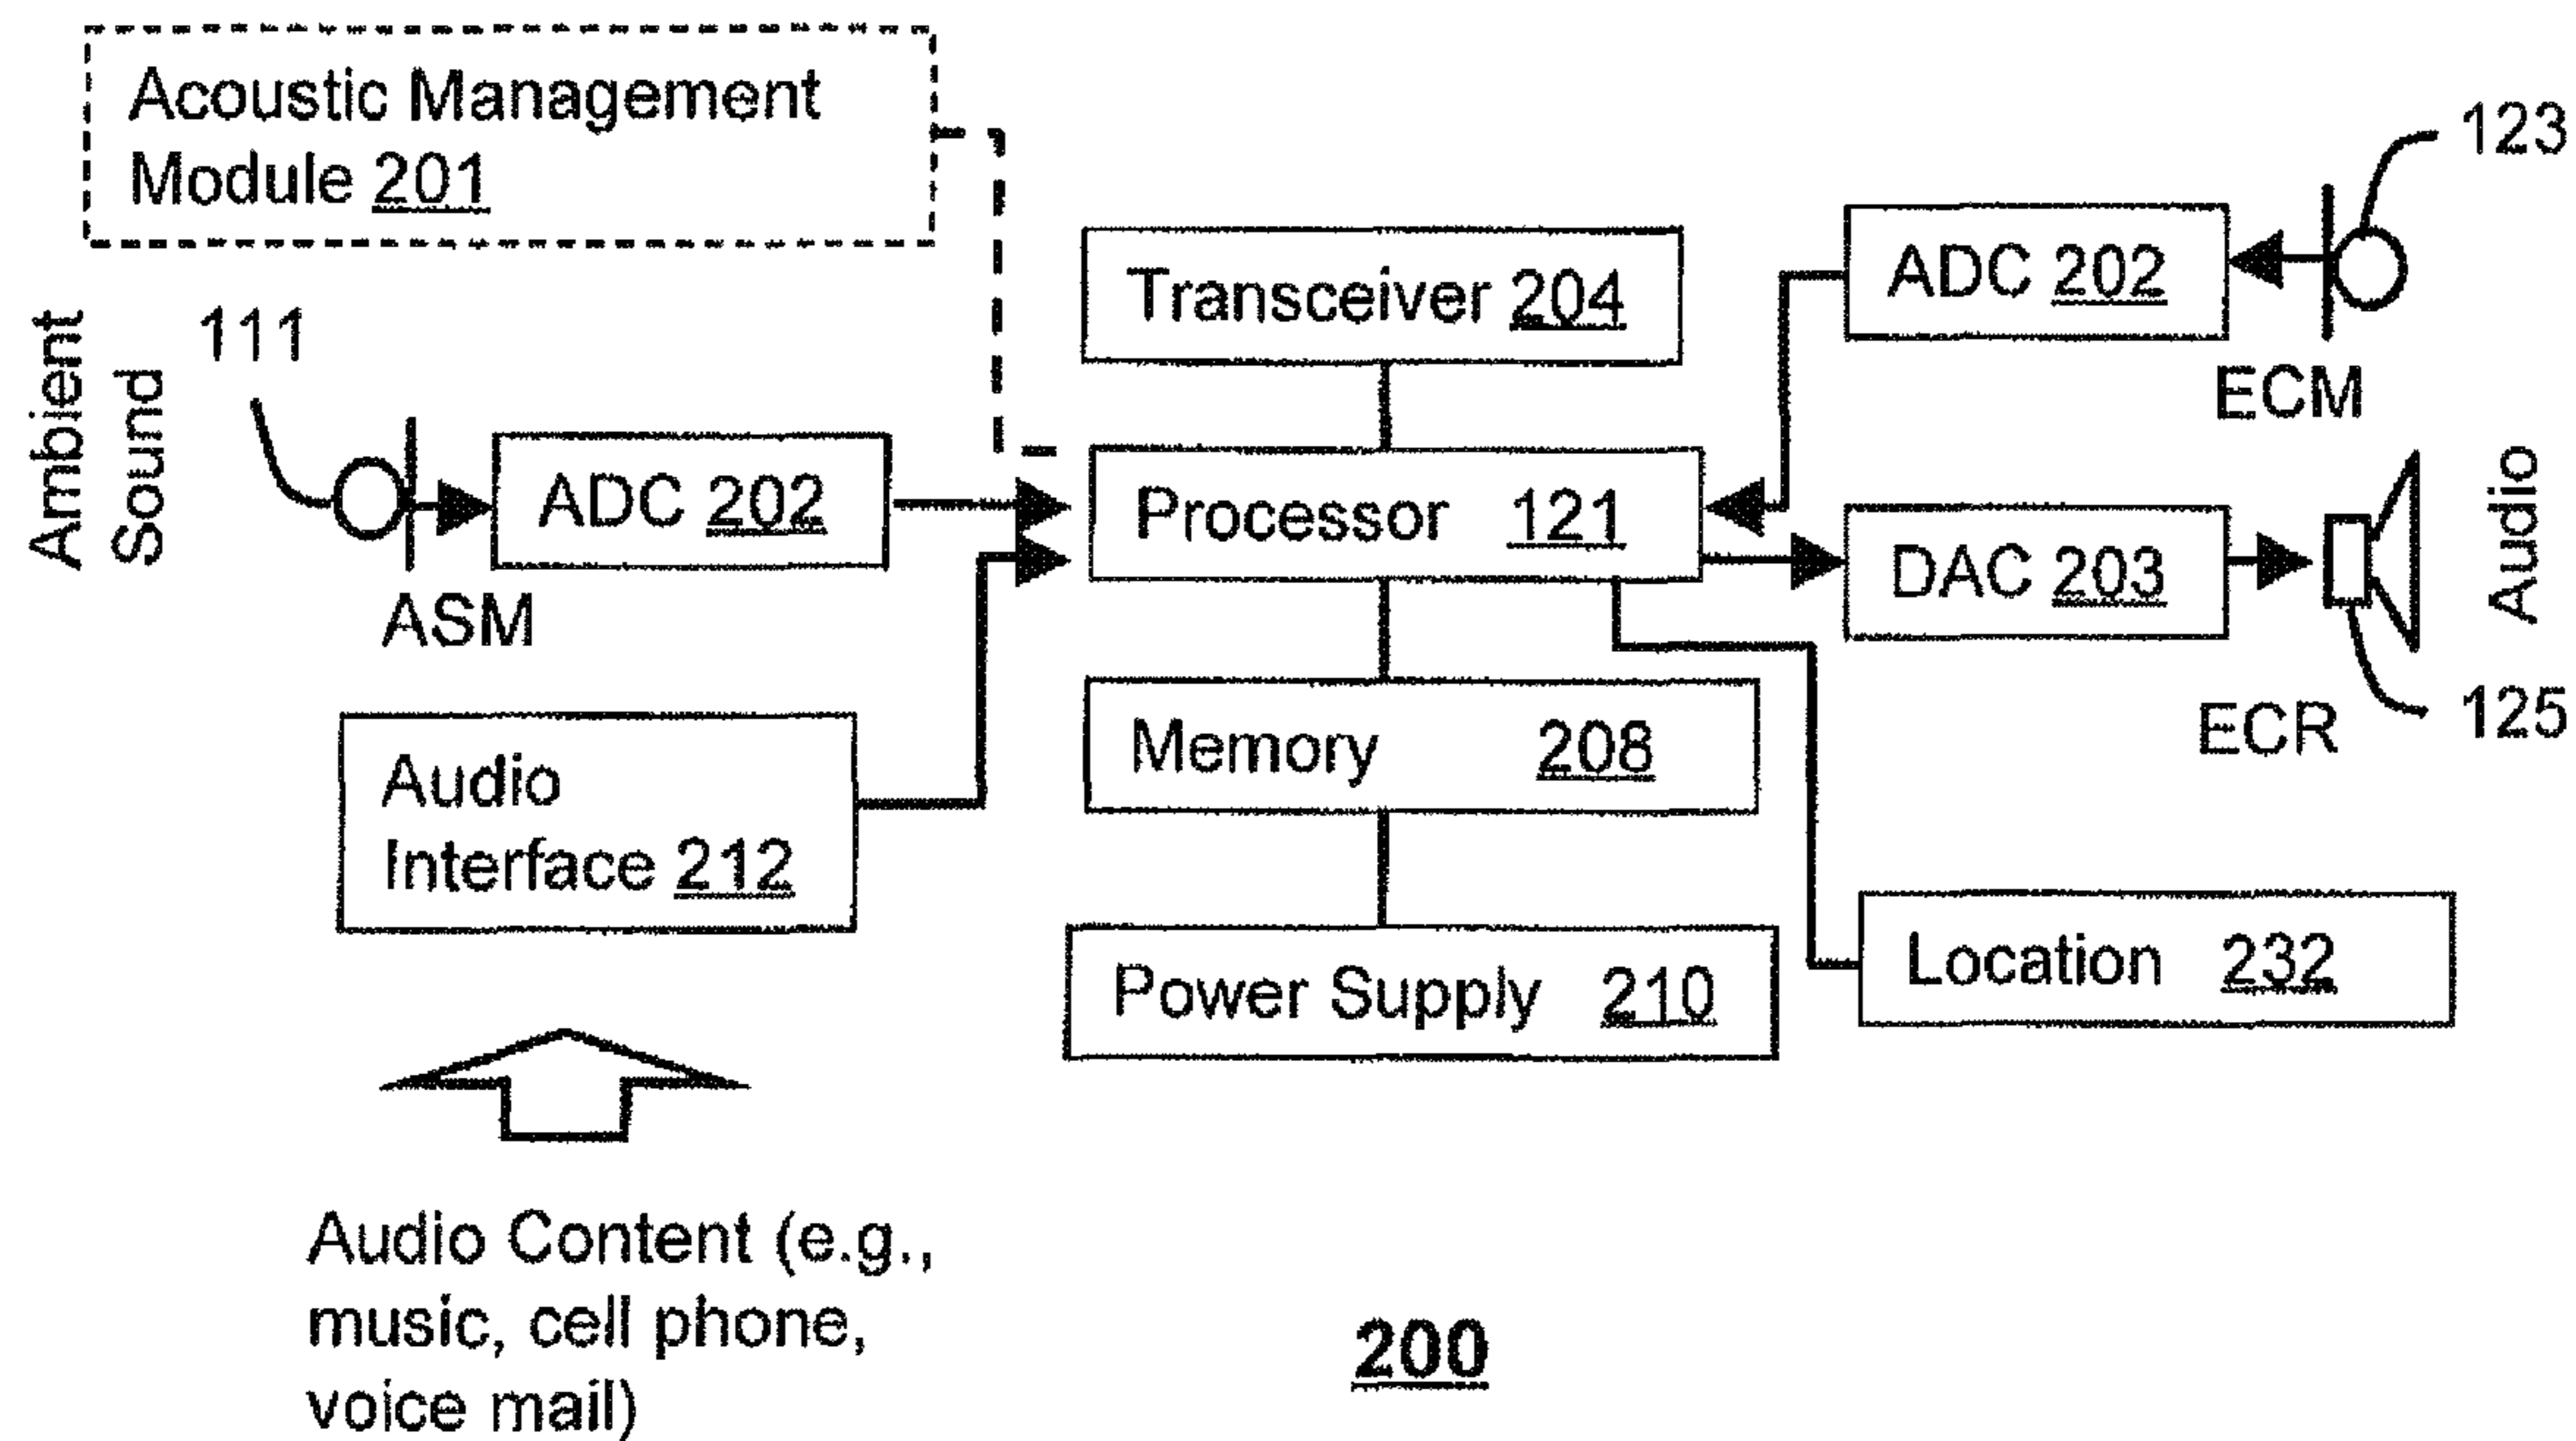 Acoustic Management
Module 201
123
Transceiver 204
ADC 202
ECM
Ambient
Sound
111
ADC 202
ASM
Processor 121
DAC 203
Audio
ECR
125
Memory 208
Audio
Interface 212
Power Supply 210
Location 232
Audio Content (e.g.,
music, cell phone,
voice mail)
200